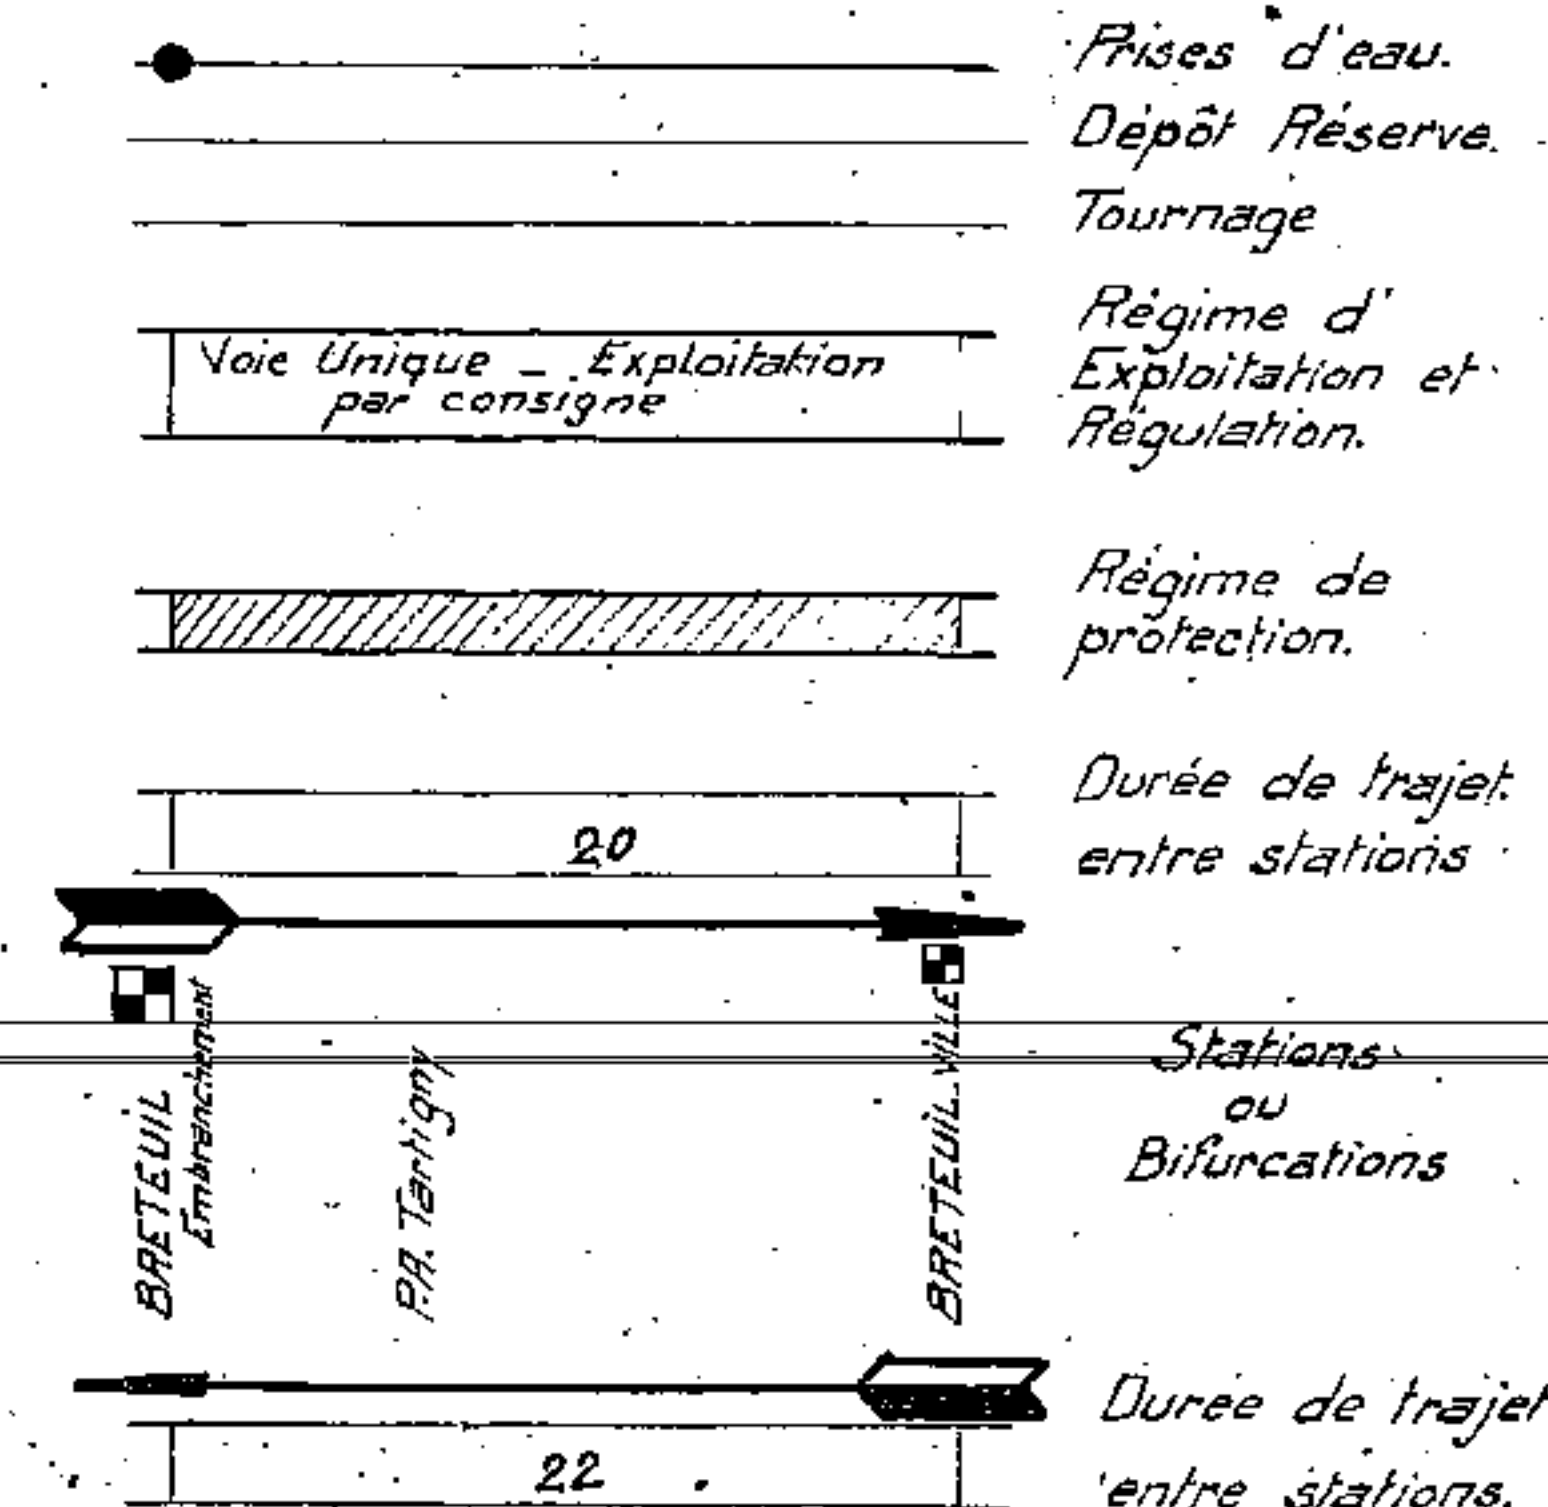 Prises d'eau.
Dépôt Réserve.
Tournage
Régime d'
Exploitation et
Régulation.
Voie Unique _ Exploitation
par consigne
Régime de
protection.
Durée de trajet
entre stations
20
BRETEUIL
Embranchement
P.A. Tartigny
BRETEUIL-VILLE
Stations
ou
Bifurcations
Durée de trajet
entre stations.
22